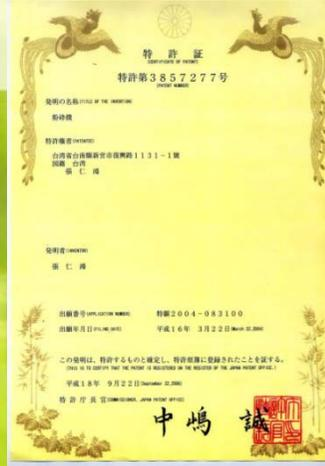 特許証
(CERTIFICATE OF PATENT)
特許第3857277号
(PATENT NUMBER)
発明の名称(TITLE OF THE INVENTION)
粉砕機
特許権者(PATENTEE)
台湾省台南縣新営市復興路1131-1號
国籍 台湾
張 仁 鴻
発明者(INVENTOR)
張 仁 鴻
出願番号(APPLICATION NUMBER) 特願2004-083100
出願年月日(FILING DATE) 平成16年 3月22日(March 22,2004)
この発明は、特許するものと確定し、特許原簿に登録されたことを証する。
(THIS IS TO CERTIFY THAT THE PATENT IS REGISTERED ON THE REGISTER OF THE JAPAN PATENT OFFICE.)
平成18年 9月22日(September 22,2006)
特許庁長官(COMMISSIONER, JAPAN PATENT OFFICE)
中嶋 誠